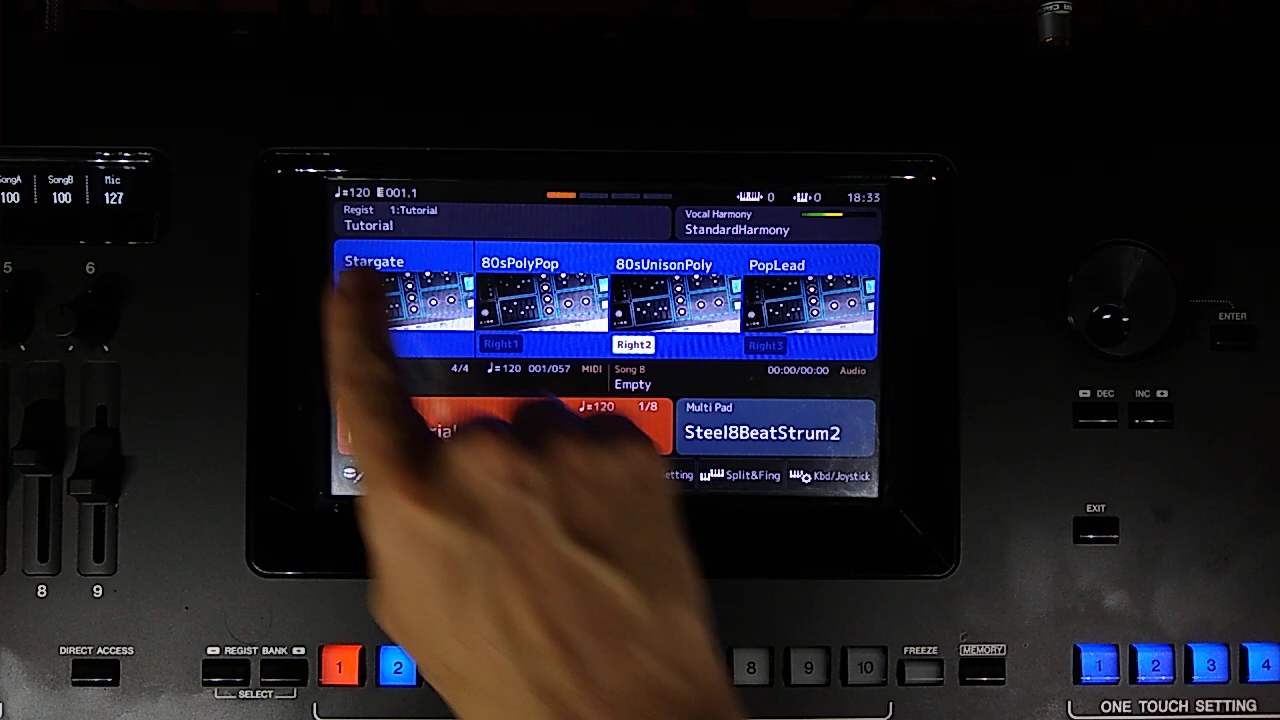 SongA SongB Mic
100 100 127
5 6
8 9
♩=120 001.1 0 0 18:33
Regist 1:Tutorial
Tutorial
Vocal Harmony
StandardHarmony
Stargate 80sPolyPop 80sUnisonPoly PopLead
Right1 Right2 Right3
4/4 ♩=120 001/057 MIDI Song B 00:00/00:00 Audio
Empty
♩=120 1/8 Multi Pad
Steel8BeatStrum2
Split&Fing Kbd/Joystick
ENTER
DEC INC
EXIT
DIRECT ACCESS
REGIST BANK
SELECT
1 2 8 9 10
FREEZE MEMORY
1 2 3 4
ONE TOUCH SETTING